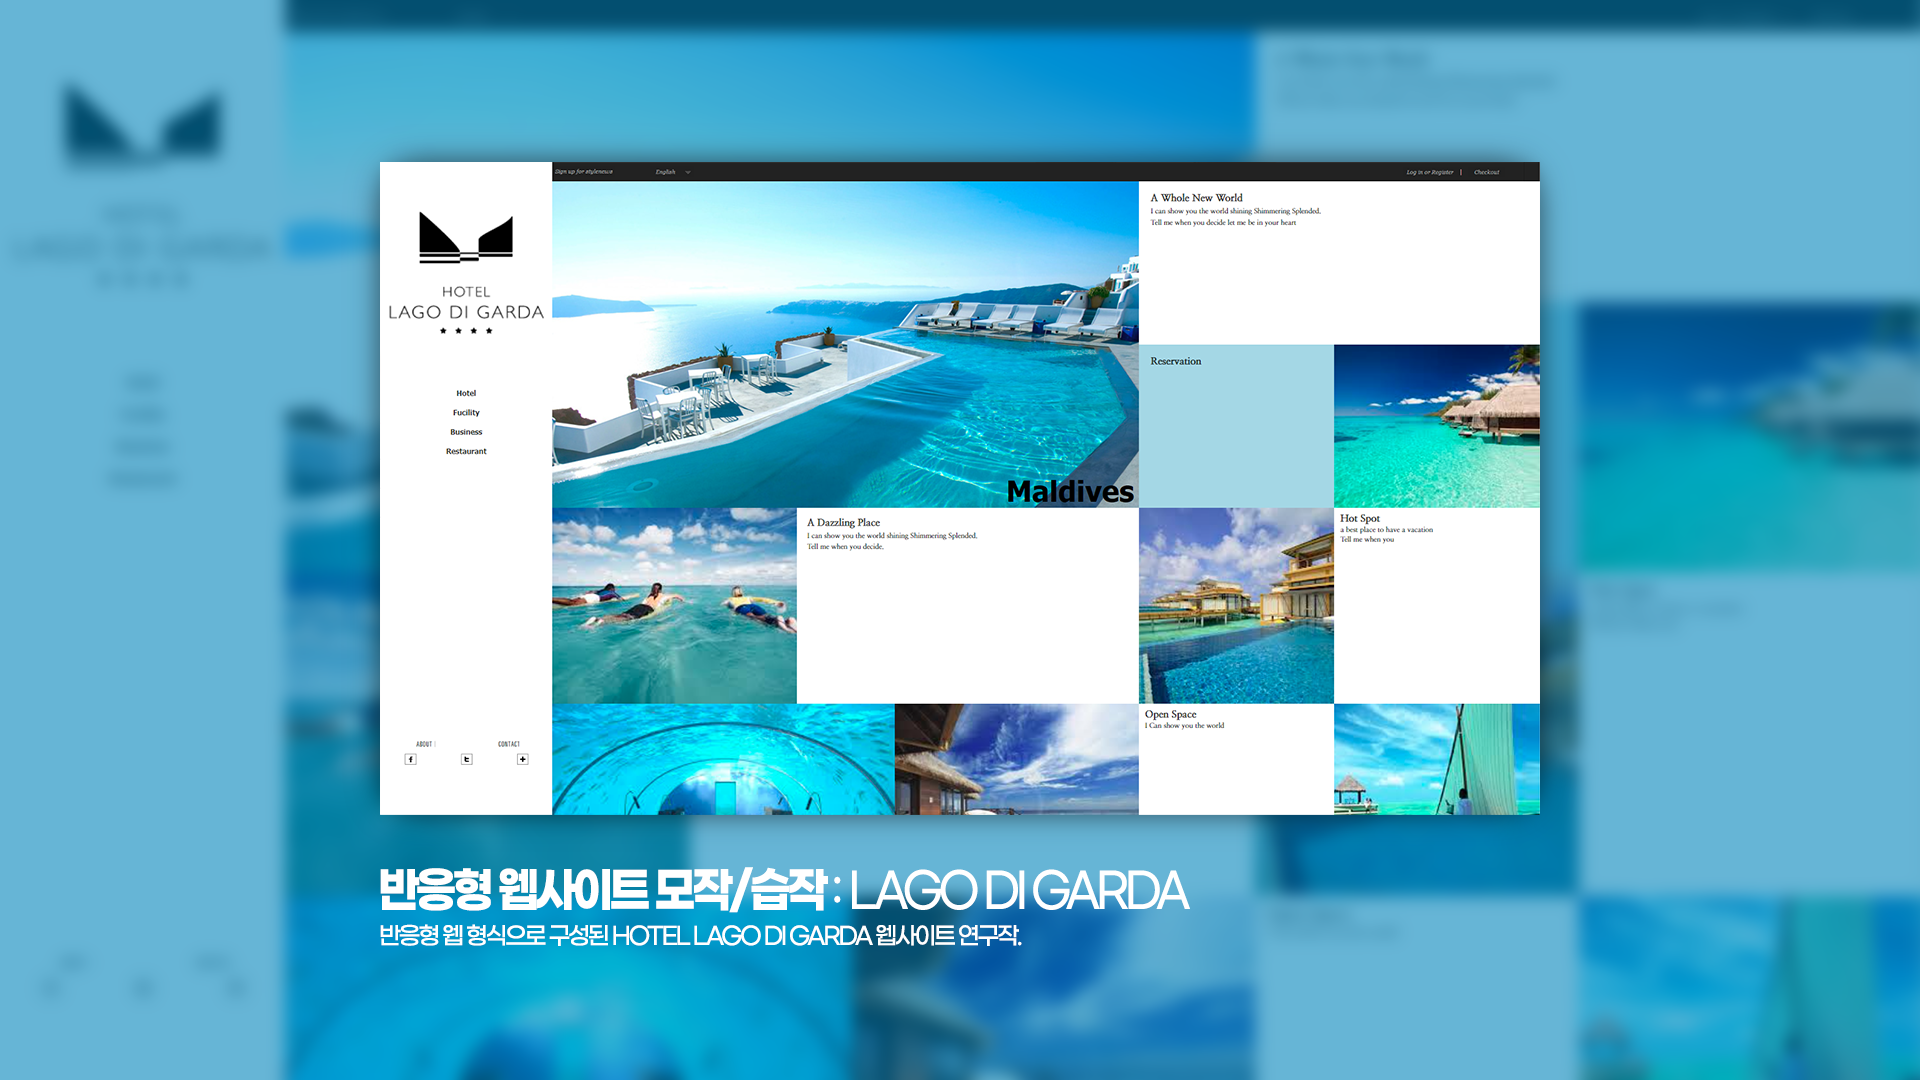 Sign up for stylenews
English
Log in or Register | Checkout
HOTEL
LAGO DI GARDA
Hotel
Fucility
Business
Restaurant
ABOUT |
CONTACT
Maldives
A Whole New World
I can show you the world shining Shimmering Splended,
Tell me when you decide let me be in your heart
Reservation
A Dazzling Place
I can show you the world shining Shimmering Splended,
Tell me when you decide,
Hot Spot
a best place to have a vacation
Tell me when you
Open Space
I Can show you the world
반응형 웹사이트 모작/습작 : LAGO DI GARDA
반응형 웹 형식으로 구성된 HOTEL LAGO DI GARDA 웹사이트 연구작.